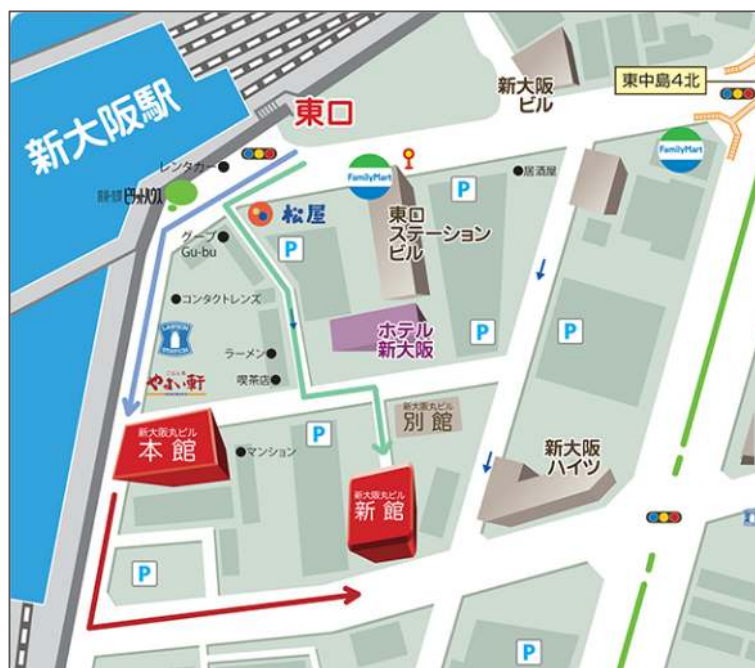 新大阪駅
東口
新大阪
ビル
東中島4北
レンタカー
FamilyMart
FamilyMart
P
居酒屋
松屋
東口
ステーション
ビル
グーブ
Gu-bu
P
コンタクトレンズ
ホテル
新大阪
P
P
LAWSON
STATION
ラーメン
やよい軒
喫茶店
新大阪丸ビル
別館
新大阪丸ビル
本館
P
マンション
新大阪
ハイツ
新大阪丸ビル
新館
P
P